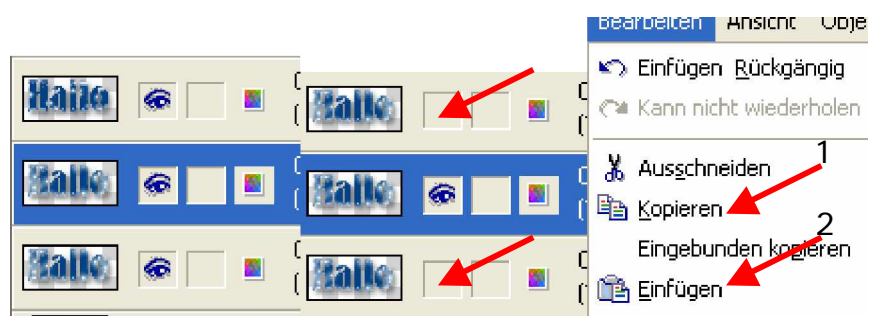 Bearbeiten Ansicht Obje
Einfügen Rückgängig
Kann nicht wiederholen
Ausschneiden
1
Kopieren
2
Eingebunden kopieren
Einfügen
Hallo
Hallo
Hallo
Hallo
Hallo
Hallo